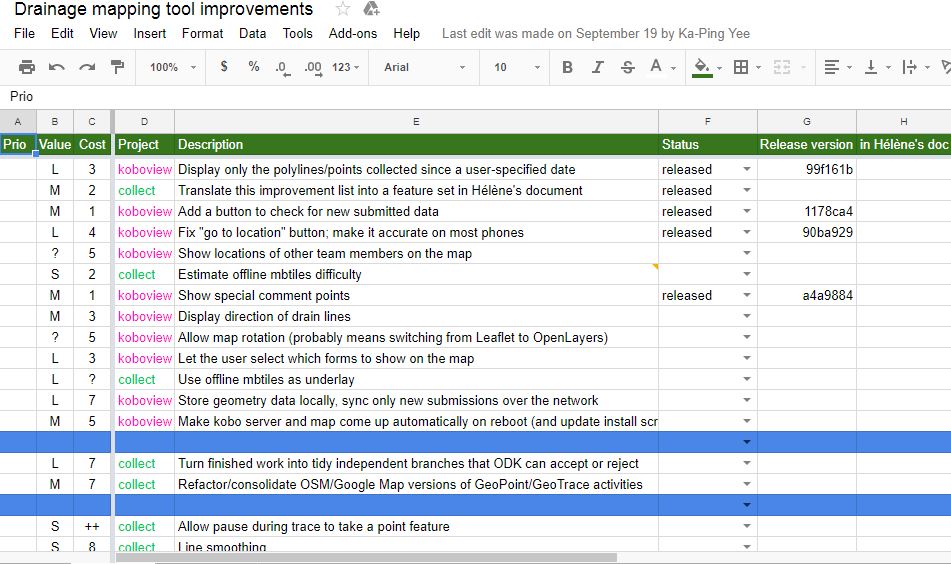 Drainage mapping tool improvements
File Edit View Insert Format Data Tools Add-ons Help Last edit was made on September 19 by Ka-Ping Yee
100% $ % .0 .00 123 Arial 10 B I S A
Prio
A B C D E F G H
Prio Value Cost Project Description Status Release version in Hélène's doc
L 3 koboview Display only the polylines/points collected since a user-specified date released 99f161b
M 2 collect Translate this improvement list into a feature set in Hélène's document released
M 1 koboview Add a button to check for new submitted data released 1178ca4
L 4 koboview Fix "go to location" button; make it accurate on most phones released 90ba929
? 5 koboview Show locations of other team members on the map
S 2 collect Estimate offline mbtiles difficulty
M 1 koboview Show special comment points released a4a9884
M 3 koboview Display direction of drain lines
? 5 koboview Allow map rotation (probably means switching from Leaflet to OpenLayers)
L 3 koboview Let the user select which forms to show on the map
L ? collect Use offline mbtiles as underlay
L 7 koboview Store geometry data locally, sync only new submissions over the network
M 5 koboview Make kobo server and map come up automatically on reboot (and update install scr
L 7 collect Turn finished work into tidy independent branches that ODK can accept or reject
M 7 collect Refactor/consolidate OSM/Google Map versions of GeoPoint/GeoTrace activities
S ++ collect Allow pause during trace to take a point feature
S 8 collect Line smoothing